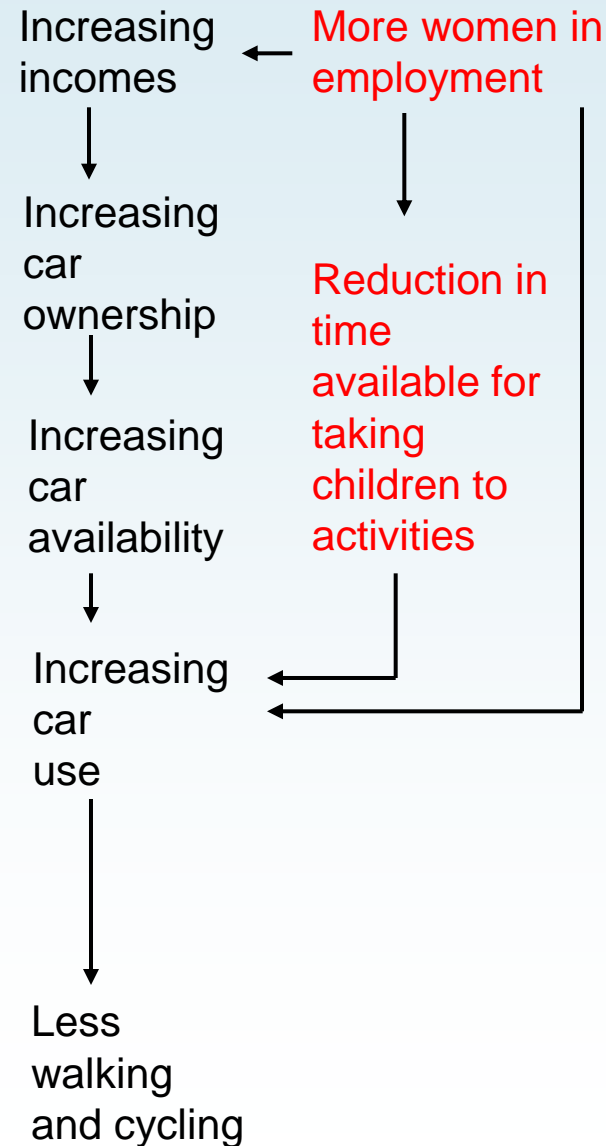 Increasing
incomes
More women in
employment
Increasing
car
ownership
Reduction in
time
available for
taking
children to
activities
Increasing
car
availability
Increasing
car
use
Less
walking
and cycling